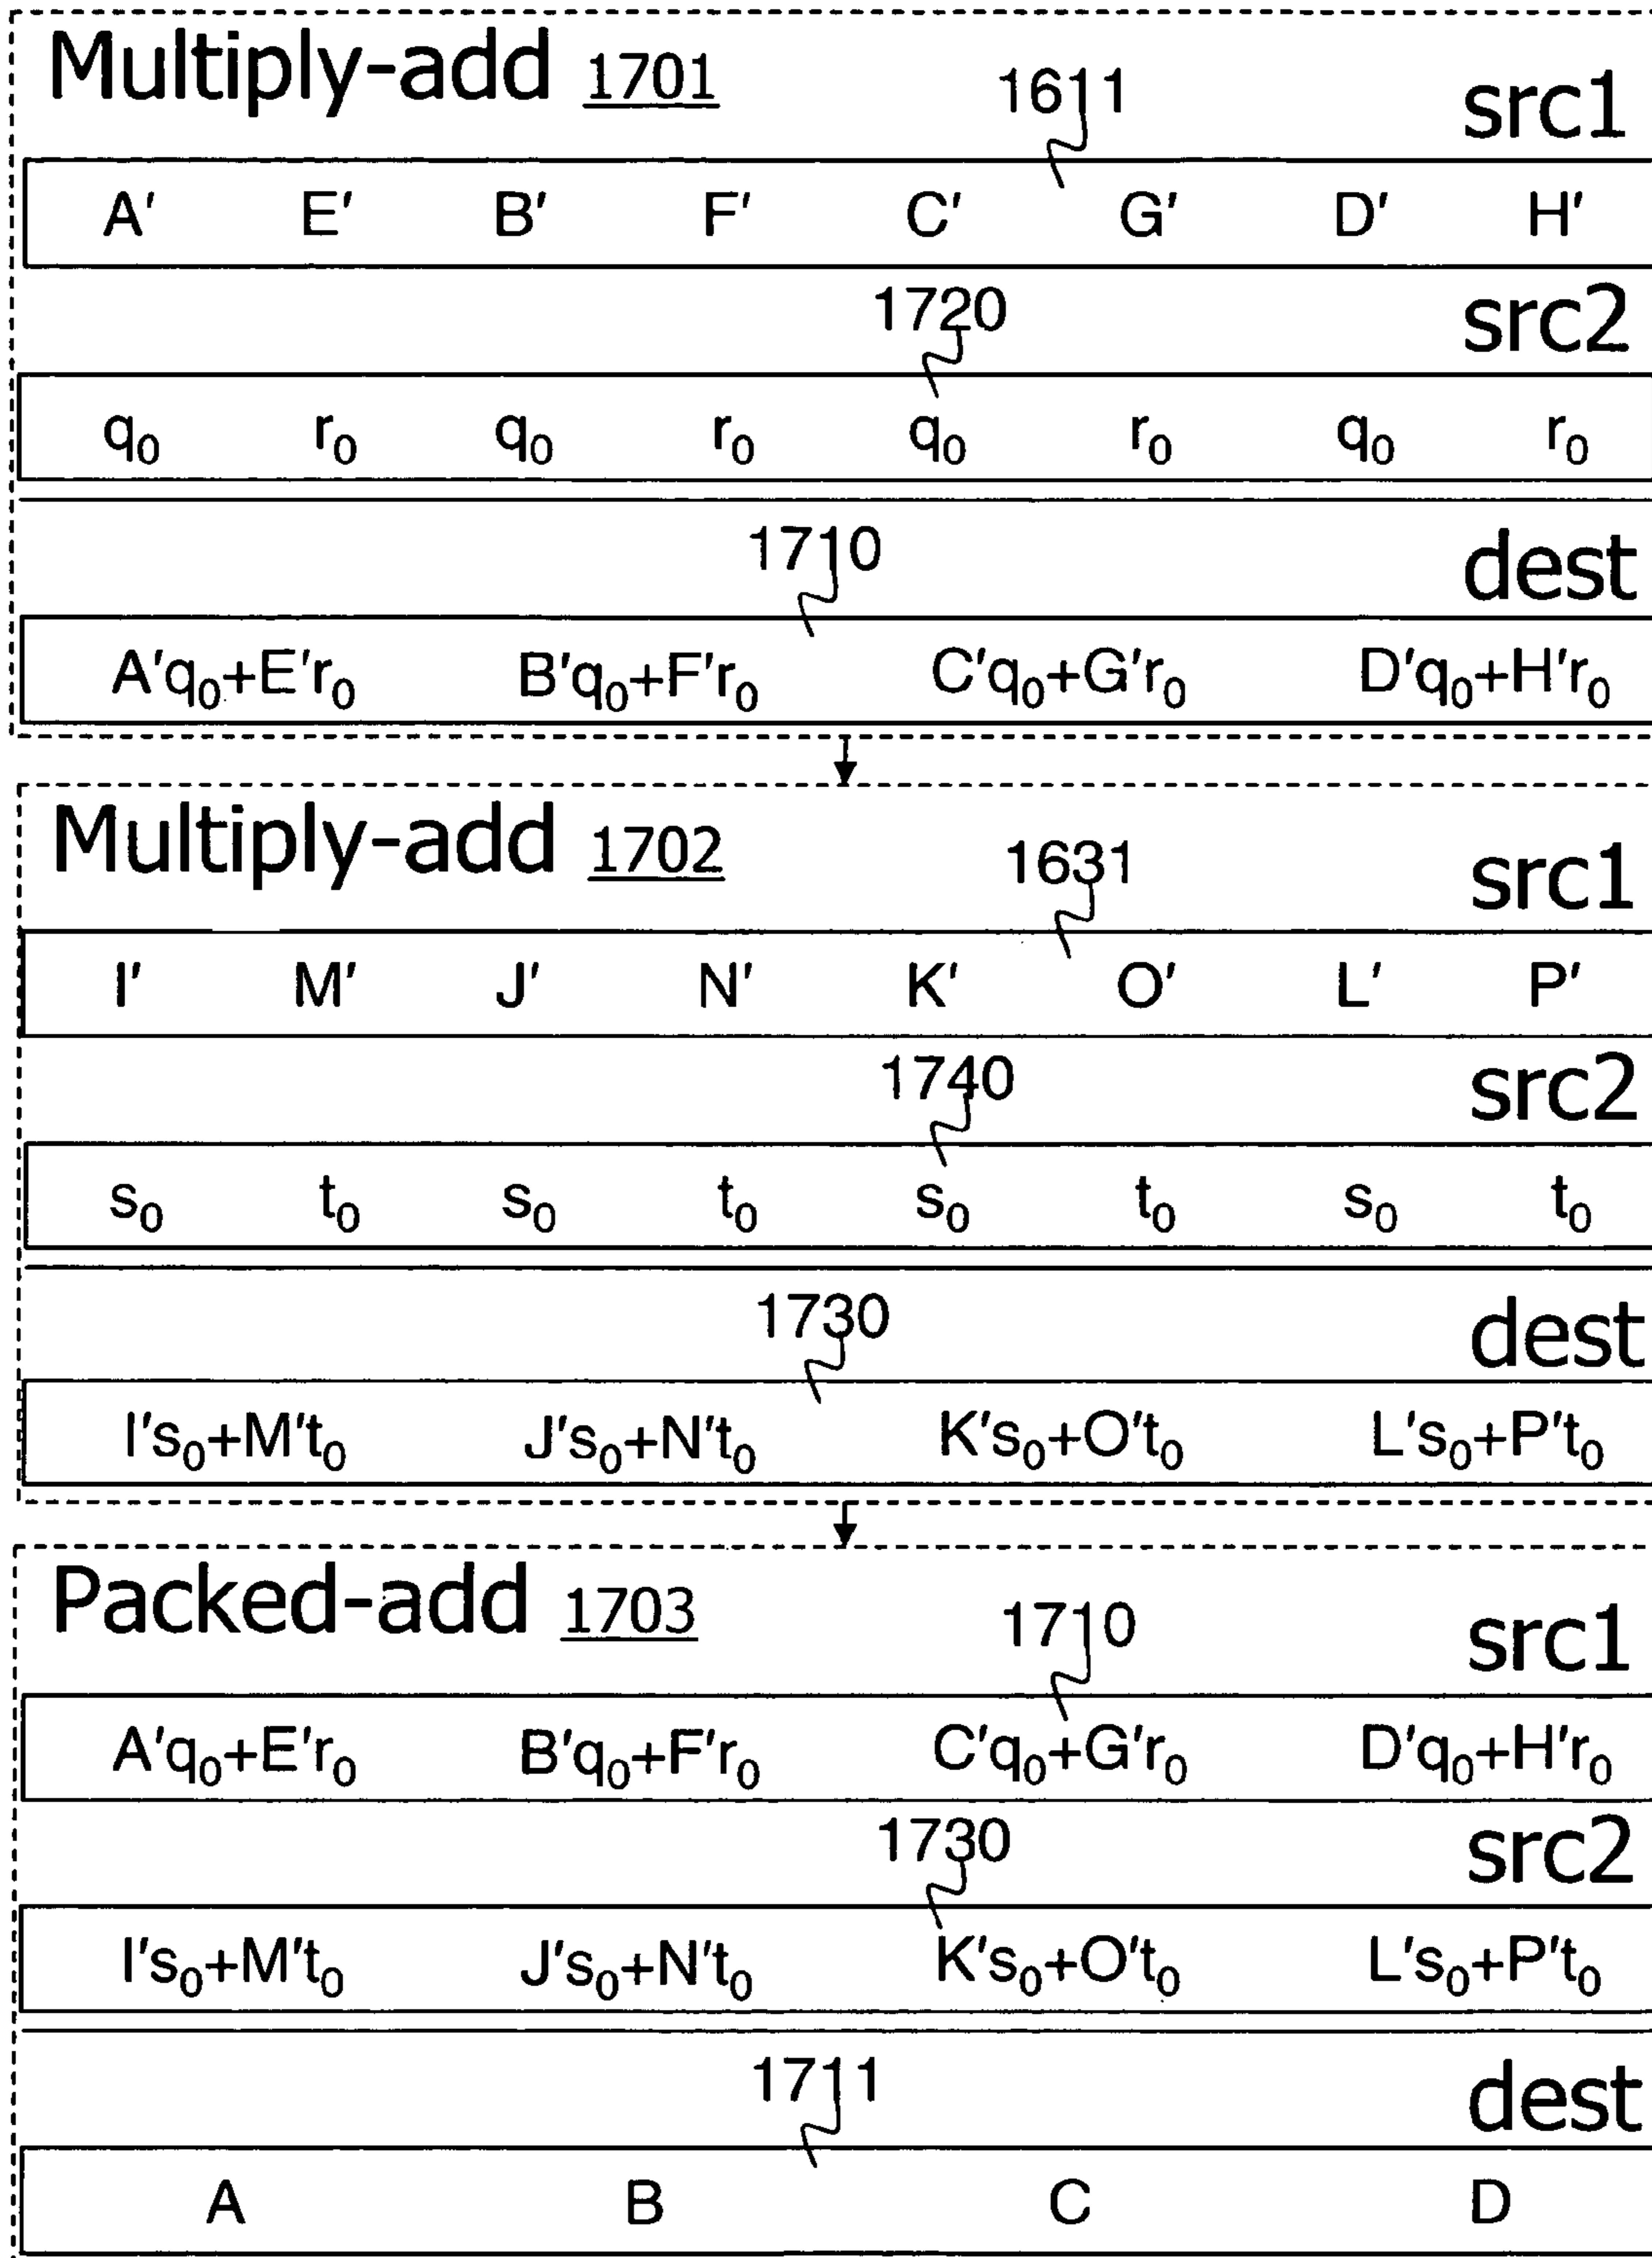 Multiply-add 1701 1611 src1
A' E' B' F' C' G' D' H'
1720 src2
q₀ r₀ q₀ r₀ q₀ r₀ q₀ r₀
1710 dest
A'q₀+E'r₀ B'q₀+F'r₀ C'q₀+G'r₀ D'q₀+H'r₀
Multiply-add 1702 1631 src1
I' M' J' N' K' O' L' P'
1740 src2
s₀ t₀ s₀ t₀ s₀ t₀ s₀ t₀
1730 dest
I's₀+M't₀ J's₀+N't₀ K's₀+O't₀ L's₀+P't₀
Packed-add 1703 1710 src1
A'q₀+E'r₀ B'q₀+F'r₀ C'q₀+G'r₀ D'q₀+H'r₀
1730 src2
I's₀+M't₀ J's₀+N't₀ K's₀+O't₀ L's₀+P't₀
1711 dest
A B C D